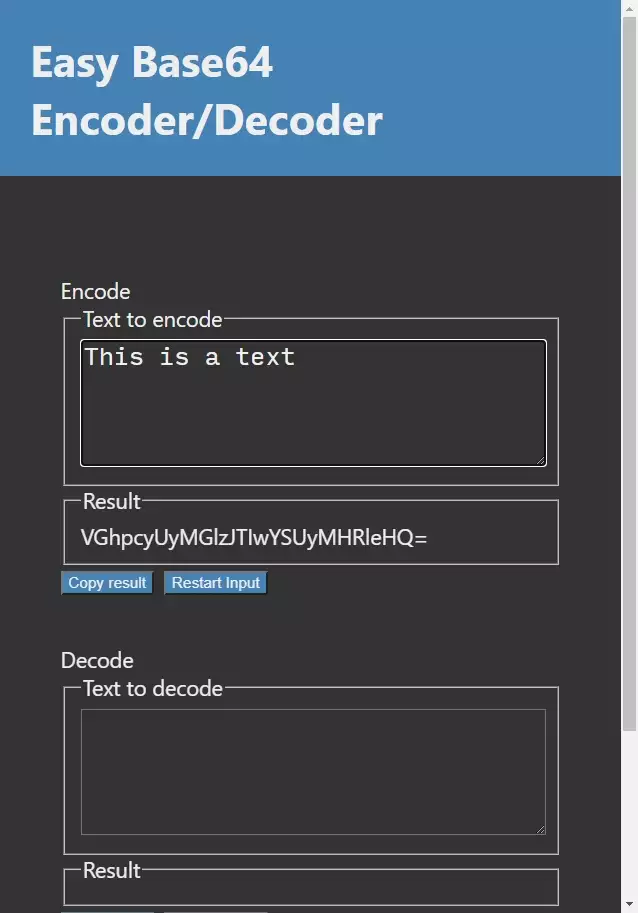 Easy Base64
Encoder/Decoder
Encode
Text to encode
This is a text
Result
VGhpcyUyMGlzJTIwYSUyMHRleHQ=
Copy result Restart Input
Decode
Text to decode
Result